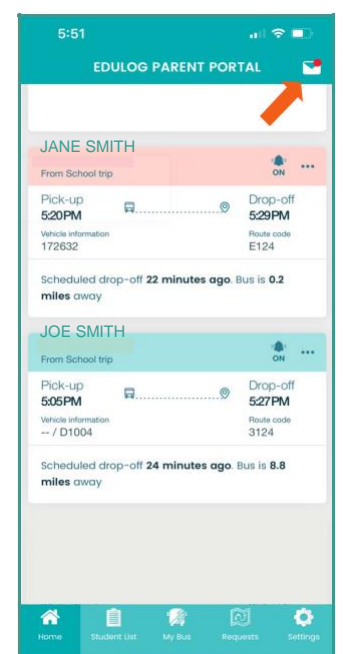 5:51
EDULOG PARENT PORTAL
JANE SMITH
From School trip
ON
Pick-up
Drop-off
5:20PM
5:29PM
Vehicle information
Route code
172632
E124
Scheduled drop-off 22 minutes ago. Bus is 0.2
miles away
JOE SMITH
From School trip
ON
Pick-up
Drop-off
5:05PM
5:27PM
Vehicle information
Route code
-- / D1004
3124
Scheduled drop-off 24 minutes ago. Bus is 8.8
miles away
Home Student List My Bus Requests Settings